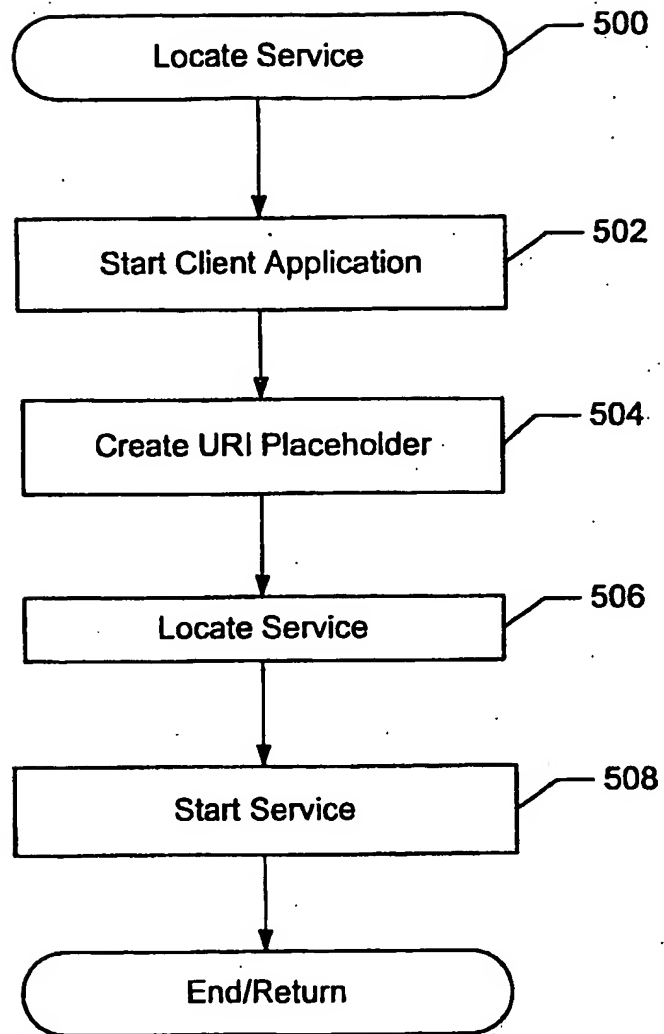 Locate Service
500
Start Client Application
502
Create URI Placeholder
504
Locate Service
506
Start Service
508
End/Return